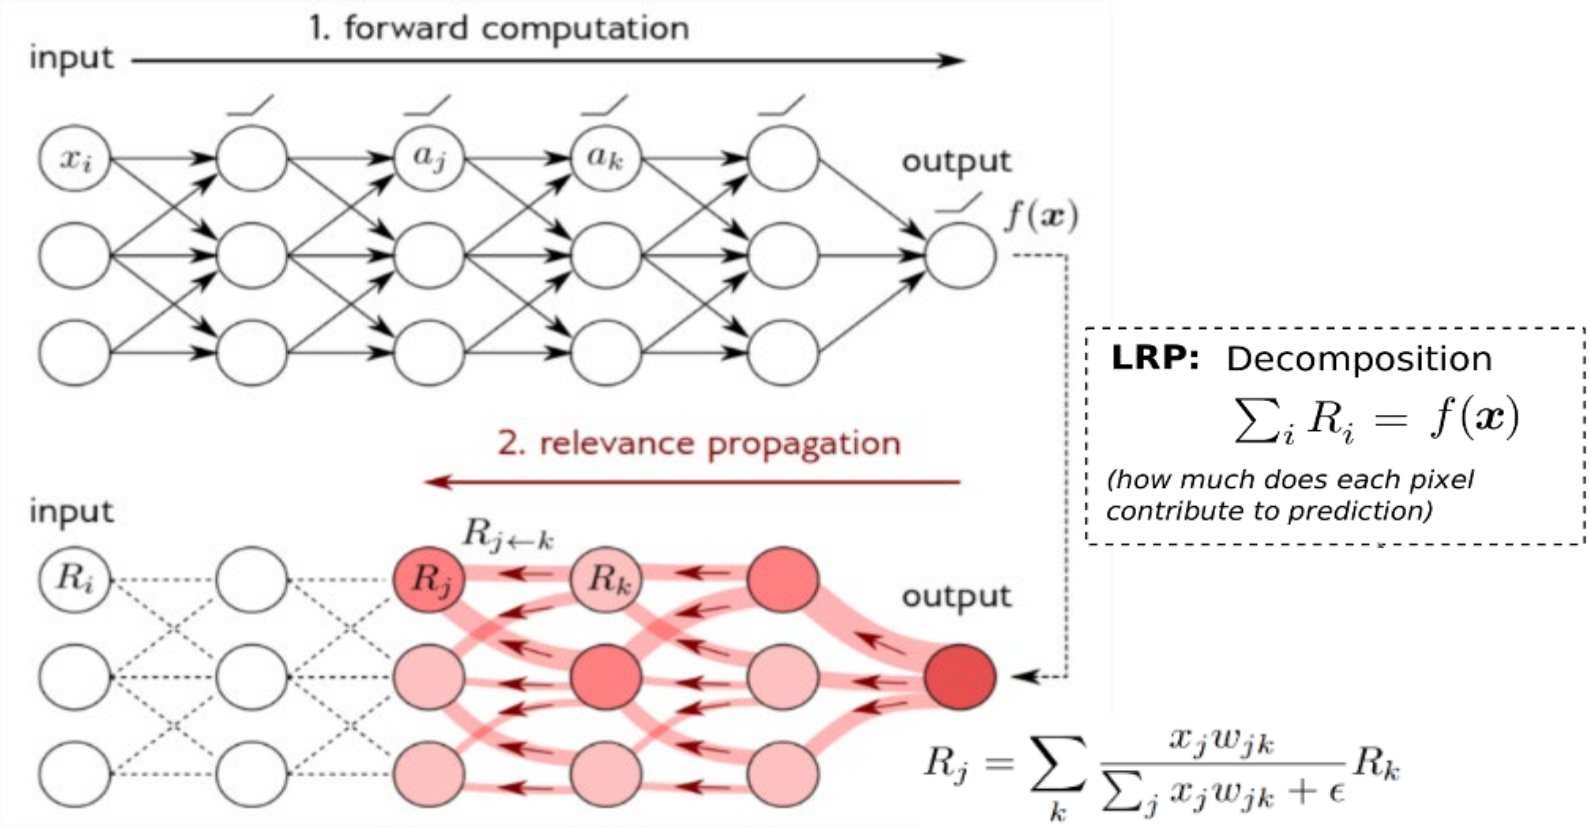 1. forward computation
input
x_i
a_j
a_k
output
f(x)
LRP: Decomposition
∑_i R_i = f(x)
(how much does each pixel
contribute to prediction)
2. relevance propagation
input
R_{j←k}
R_i
R_j
R_k
output
R_j = ∑_k \frac{x_j w_{jk}}{∑_j x_j w_{jk} + ϵ} R_k